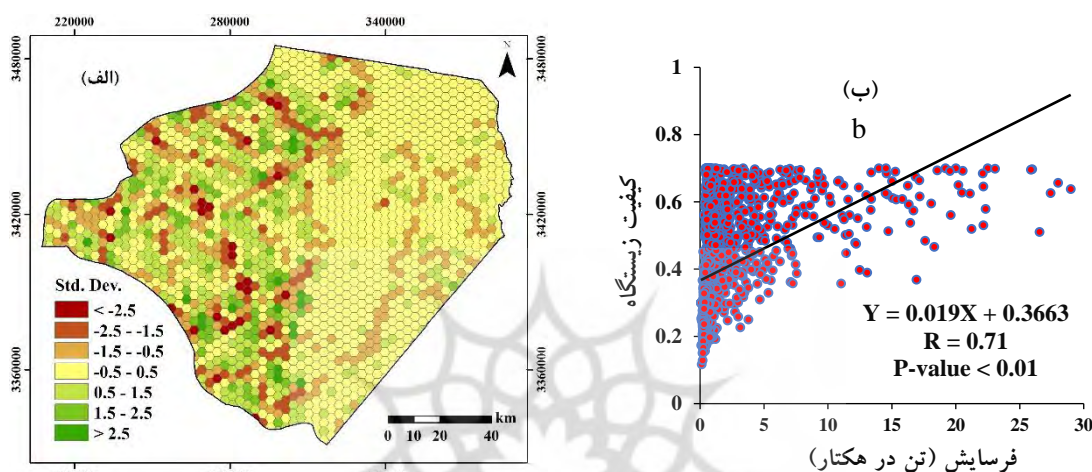 220000
280000
340000
(الف)
N
3480000
3480000
3420000
3420000
3360000
3360000
Std. Dev.
< -2.5
-2.5 - -1.5
-1.5 - -0.5
-0.5 - 0.5
0.5 - 1.5
1.5 - 2.5
> 2.5
km
0 10 20 40
220000
280000
340000
(ب)
b
کیفیت زیستگاه
1
0.8
0.6
0.4
0.2
0
Y = 0.019X + 0.3663
R = 0.71
P-value < 0.01
0 5 10 15 20 25 30
فرسایش (تن در هکتار)